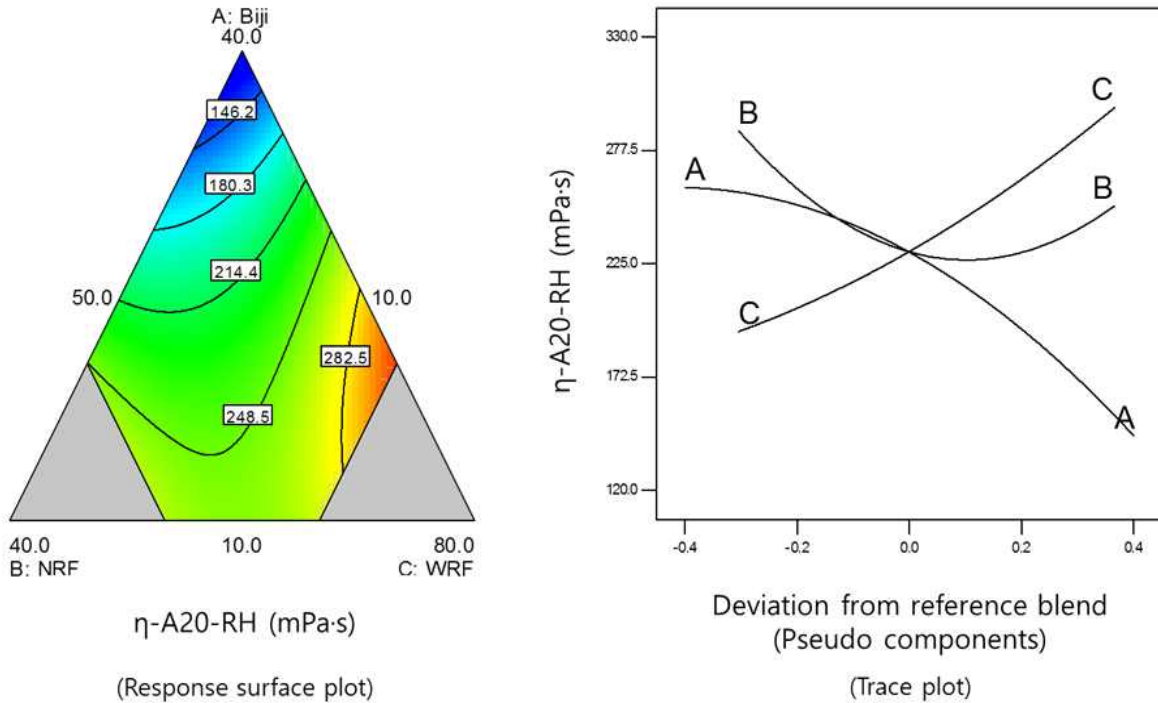 A: Biji
40.0
146.2
180.3
214.4
50.0
10.0
282.5
248.5
40.0
10.0
80.0
B: NRF
C: WRF
η-A20-RH (mPa·s)
(Response surface plot)
330.0
277.5
225.0
172.5
120.0
η-A20-RH (mPa·s)
B
A
C
C
B
A
-0.4
-0.2
0.0
0.2
0.4
Deviation from reference blend
(Pseudo components)
(Trace plot)